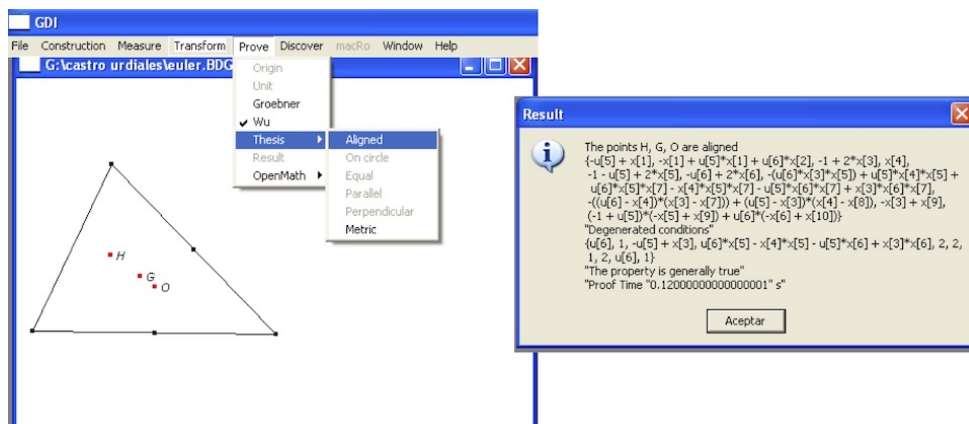 GDI
File Construction Measure Transform Prove Discover macRo Window Help
G:\castro urdiales\euler.BDG
Origin
Unit
Groebner
Wu
Thesis
Result
OpenMath
Aligned
On circle
Equal
Parallel
Perpendicular
Metric
H
G
O
Result
The points H, G, O are aligned
{-u[5] + x[1], -x[1] + u[5]*x[1] + u[6]*x[2], -1 + 2*x[3], x[4],
-1 - u[5] + 2*x[5], -u[6] + 2*x[6], -(u[6]*x[3]*x[5]) + u[5]*x[4]*x[5] +
u[6]*x[5]*x[7] - x[4]*x[5]*x[7] - u[5]*x[6]*x[7] + x[3]*x[6]*x[7],
-((u[6] - x[4])*(x[3] - x[7])) + (u[5] - x[3])*(x[4] - x[8]), -x[3] + x[9],
(-1 + u[5])*(-x[5] + x[9]) + u[6]*(-x[6] + x[10])}
"Degenerated conditions"
{u[6], 1, -u[5] + x[3], u[6]*x[5] - x[4]*x[5] - u[5]*x[6] + x[3]*x[6], 2, 2,
1, 2, u[6], 1}
"The property is generally true"
"Proof Time "0.12000000000000001" s"
Aceptar